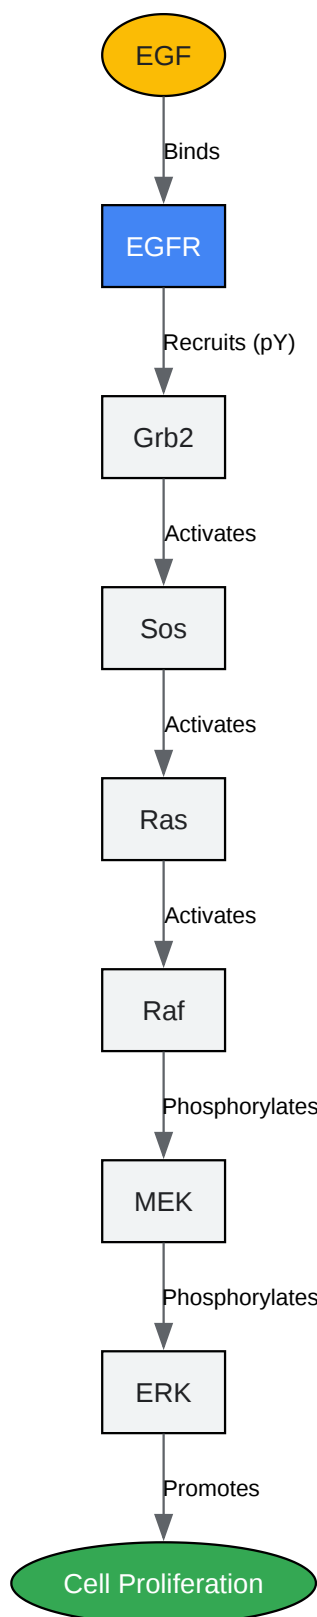 EGF
Binds
EGFR
Recruits (pY)
Grb2
Activates
Sos
Activates
Ras
Activates
Raf
Phosphorylates
MEK
Phosphorylates
ERK
Promotes
Cell Proliferation